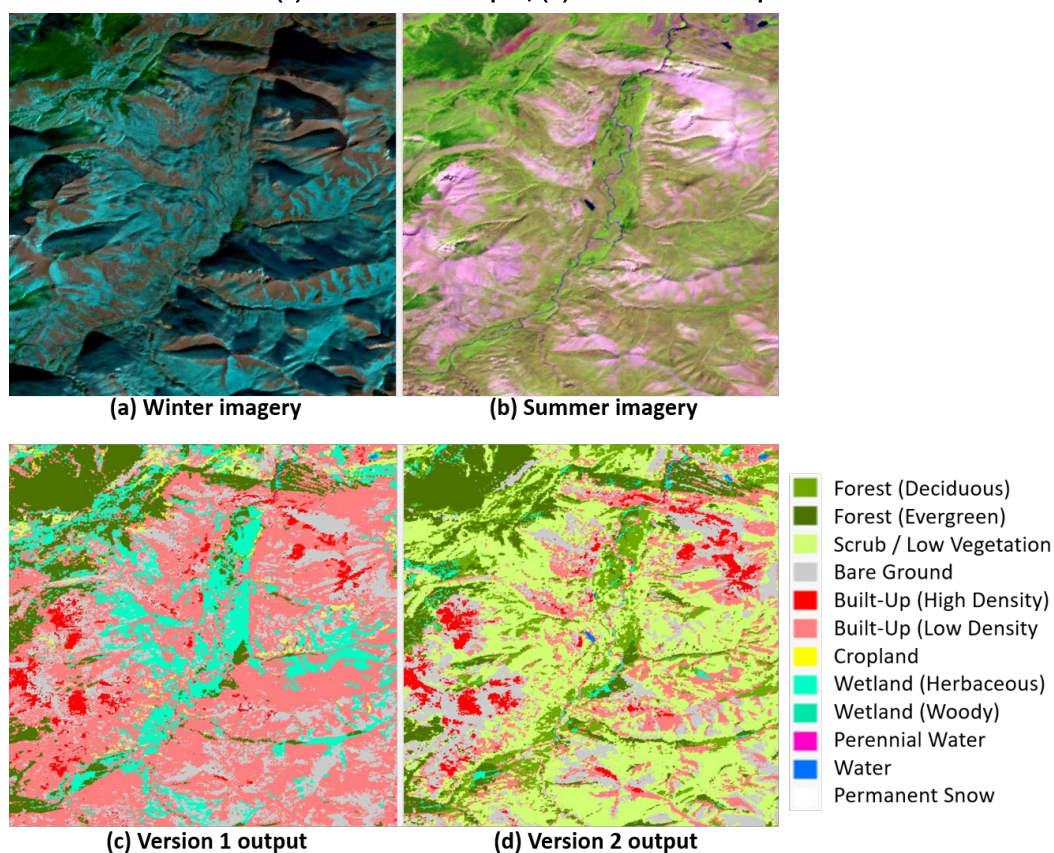 (a) Winter imagery
(b) Summer imagery
Forest (Deciduous)
Forest (Evergreen)
Scrub / Low Vegetation
Bare Ground
Built-Up (High Density)
Built-Up (Low Density
Cropland
Wetland (Herbaceous)
Wetland (Woody)
Perennial Water
Water
Permanent Snow
(c) Version 1 output
(d) Version 2 output